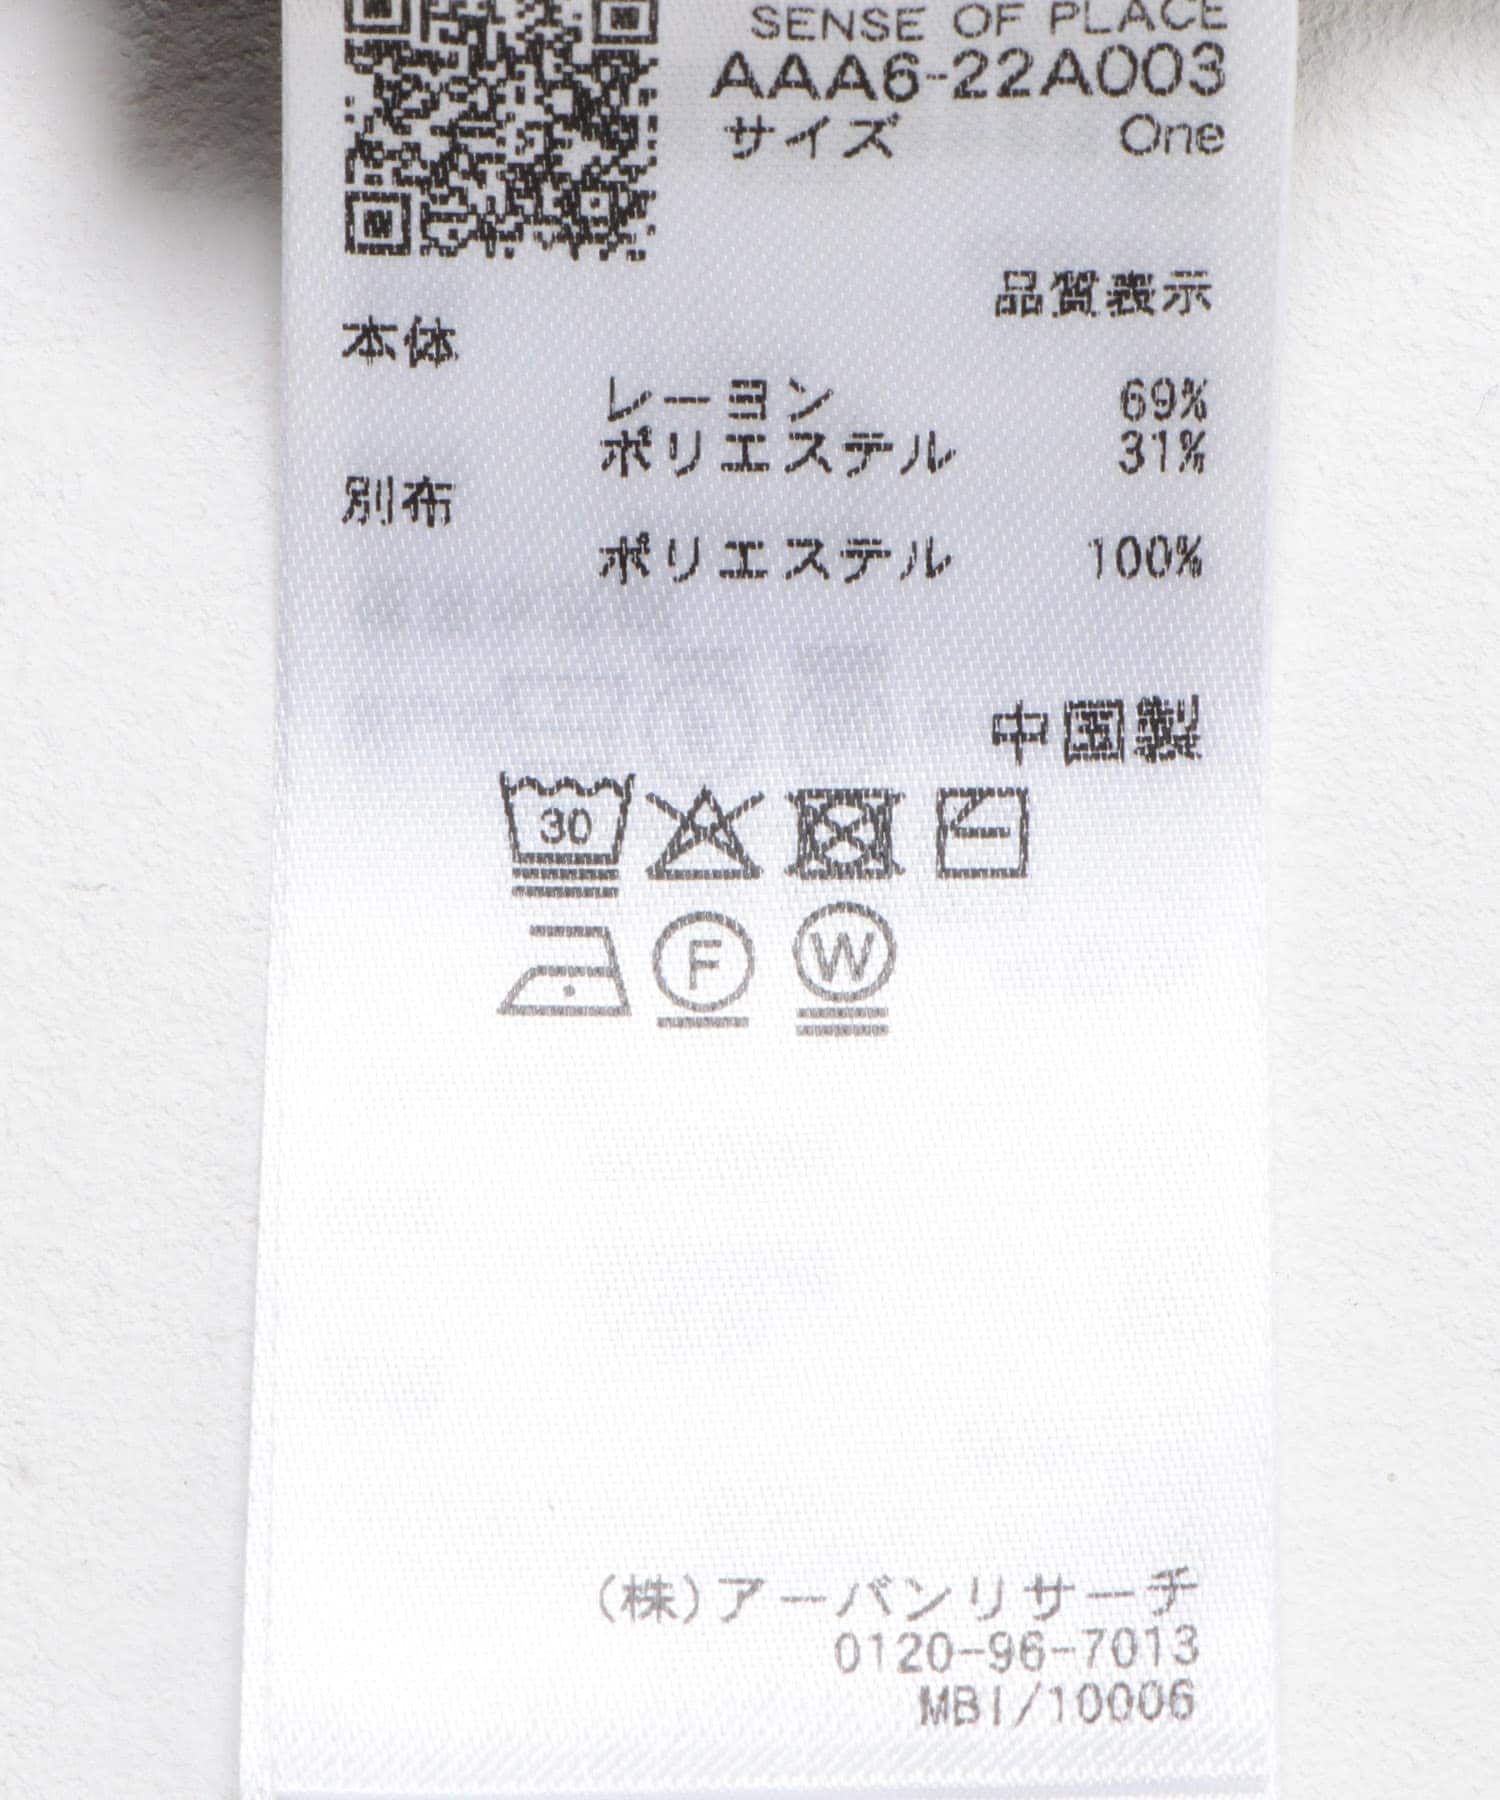 SENSE OF PLACE
AAA6-22A003
サイズ One
品質表示
本体
レーヨン 69%
ポリエステル 31%
別布
ポリエステル 100%
中国製
30
F W
(株)アーバンリサーチ
0120-96-7013
MBI/10006